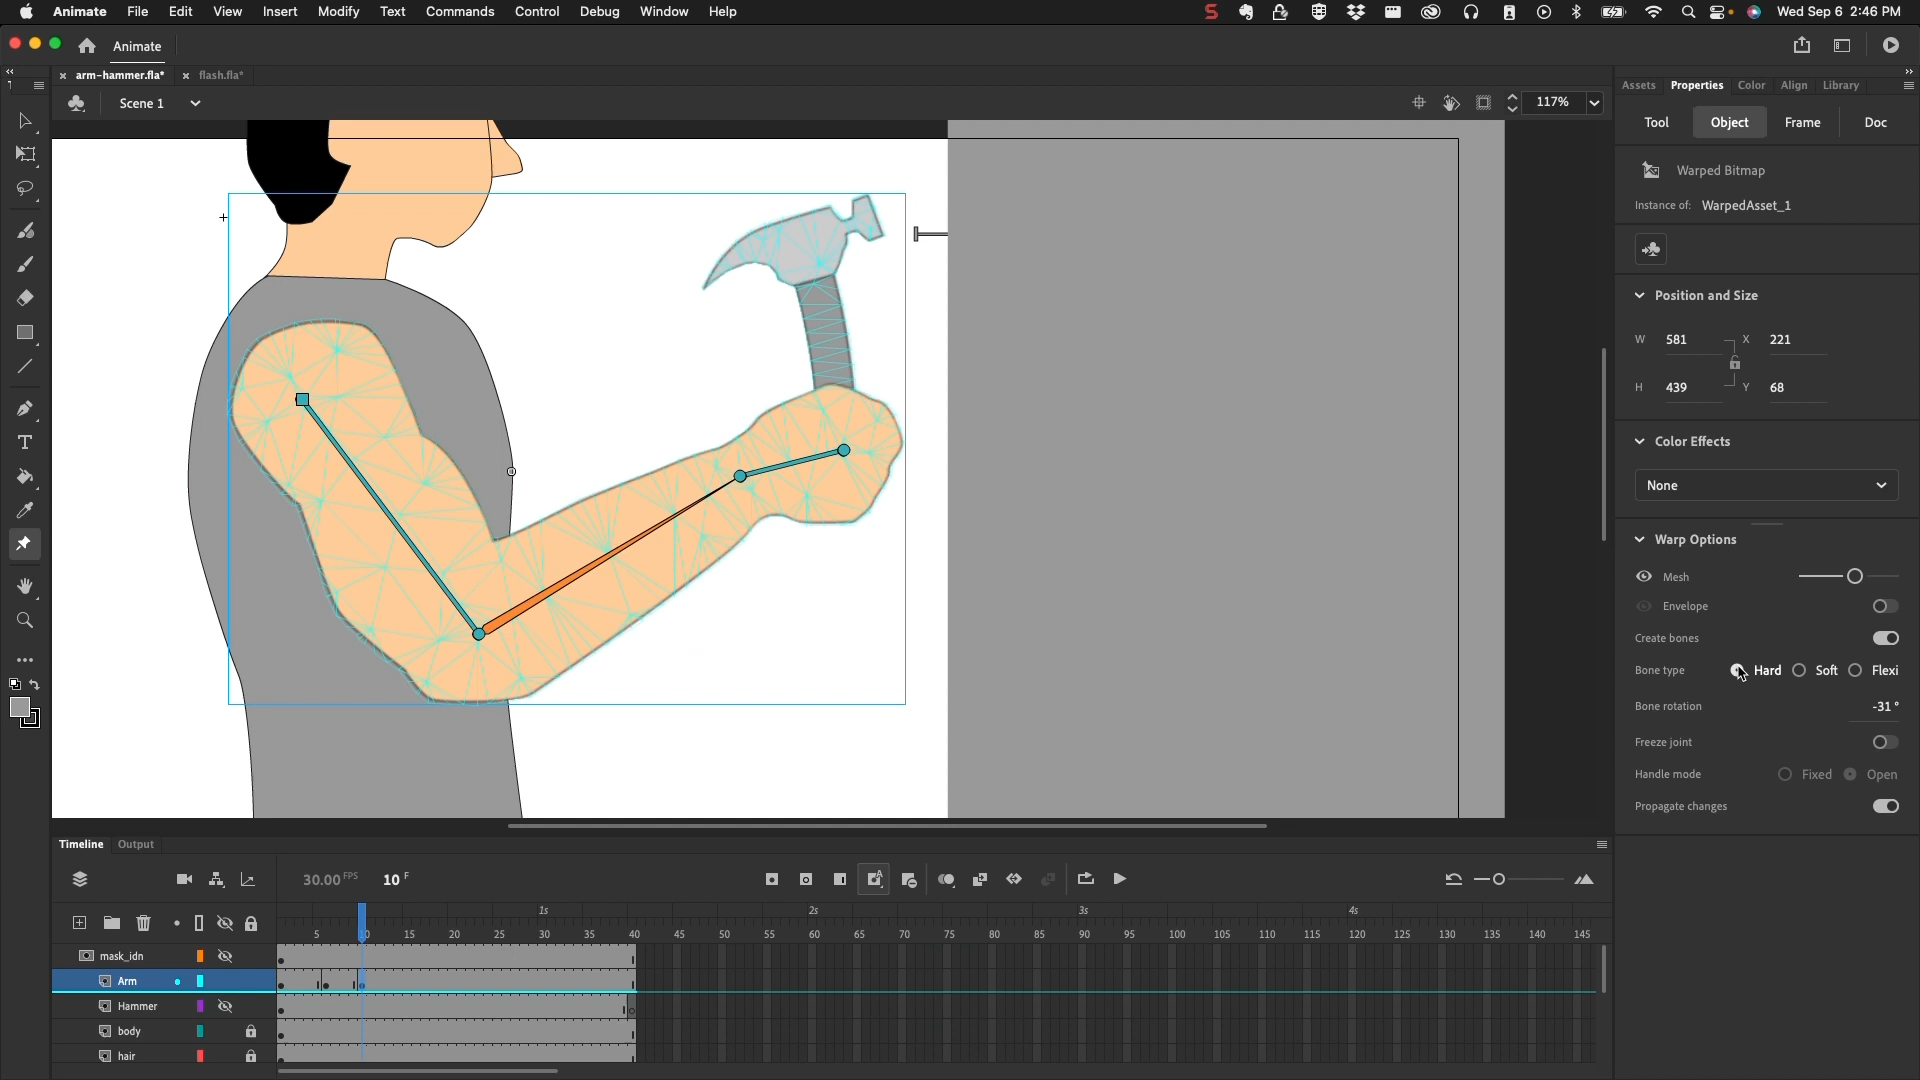 Animate File Edit View Insert Modify Text Commands Control Debug Window Help Wed Sep 6 2:46 PM
Animate
arm-hammer.fla* flash.fla*
Scene 1 117%
Assets Properties Color Align Library
Tool Object Frame Doc
Warped Bitmap
Instance of: WarpedAsset_1
Position and Size
W 581 X 221
H 439 Y 68
Color Effects
None
Warp Options
Mesh
Envelope
Create bones
Bone type Hard Soft Flexi
Bone rotation -31 °
Freeze joint
Handle mode Fixed Open
Propagate changes
Timeline Output
30.00 FPS 10 F
1s 2s 3s 4s
5 10 15 20 25 30 35 40 45 50 55 60 65 70 75 80 85 90 95 100 105 110 115 120 125 130 135 140 145
mask_idn
Arm
Hammer
body
hair